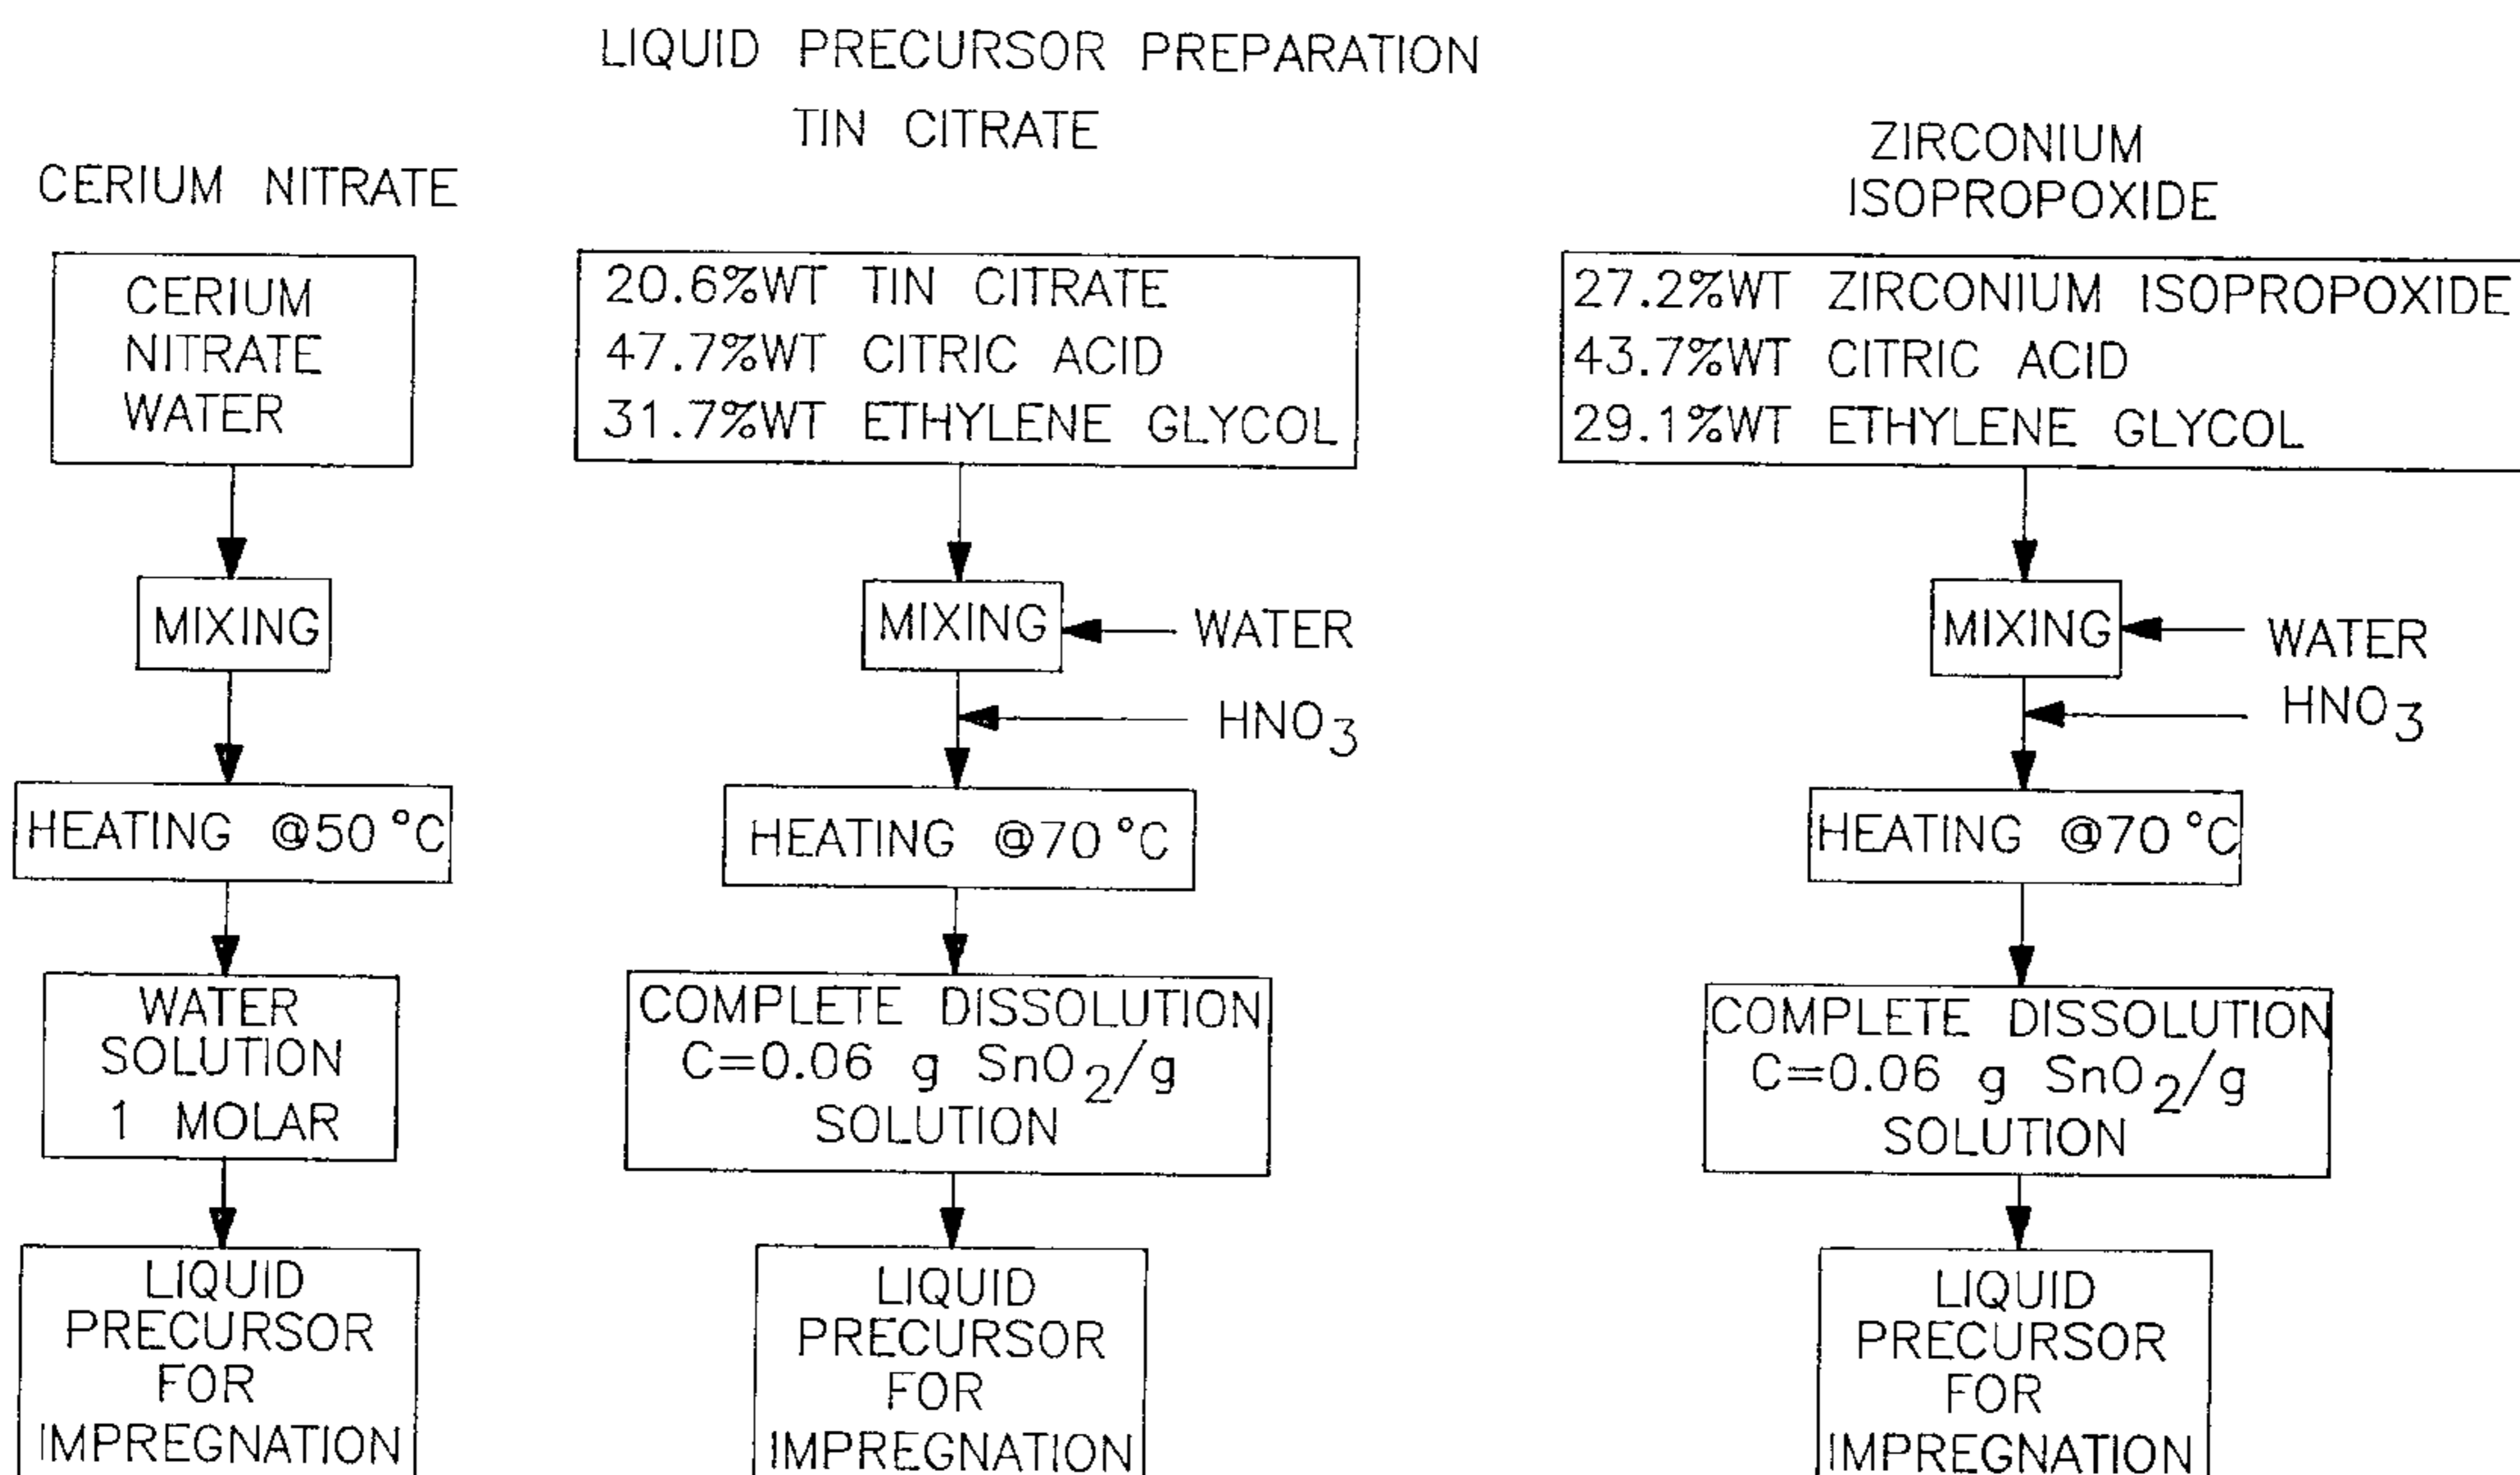 LIQUID PRECURSOR PREPARATION
CERIUM NITRATE
CERIUM
NITRATE
WATER
MIXING
HEATING @50 °C
WATER
SOLUTION
1 MOLAR
LIQUID
PRECURSOR
FOR
IMPREGNATION
TIN CITRATE
20.6%WT TIN CITRATE
47.7%WT CITRIC ACID
31.7%WT ETHYLENE GLYCOL
MIXING
WATER
HNO₃
HEATING @70 °C
COMPLETE DISSOLUTION
C=0.06 g SnO₂/g
SOLUTION
LIQUID
PRECURSOR
FOR
IMPREGNATION
ZIRCONIUM
ISOPROPOXIDE
27.2%WT ZIRCONIUM ISOPROPOXIDE
43.7%WT CITRIC ACID
29.1%WT ETHYLENE GLYCOL
MIXING
WATER
HNO₃
HEATING @70 °C
COMPLETE DISSOLUTION
C=0.06 g SnO₂/g
SOLUTION
LIQUID
PRECURSOR
FOR
IMPREGNATION